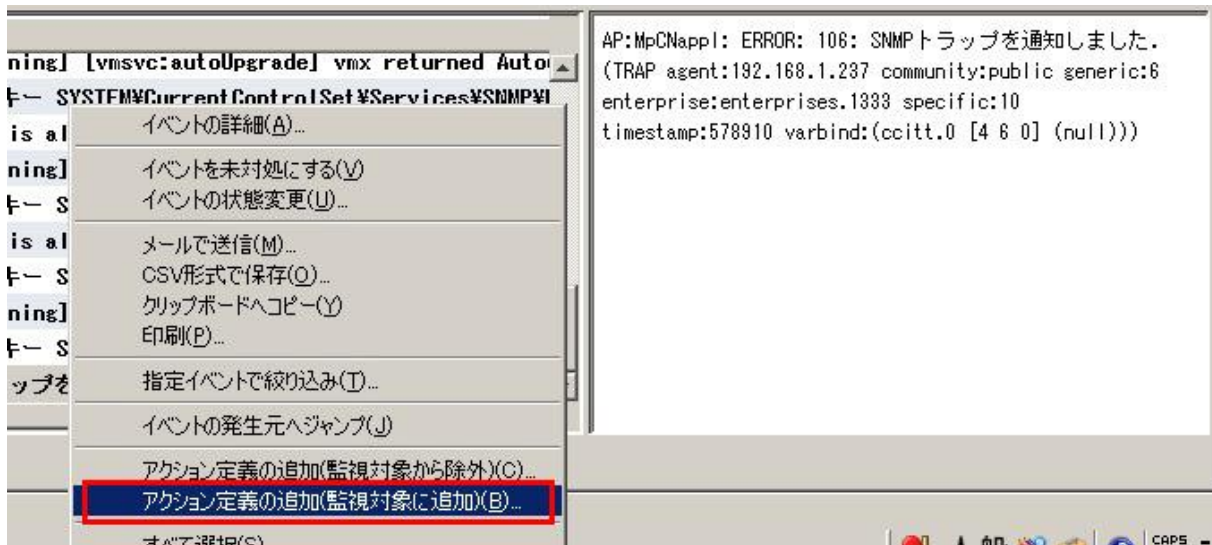 ning] [vmsvc:autoUpgrade] vmx returned Auto
キー SYSTEM¥CurrentControlSet¥Services¥SNMP¥
is al
ning]
キー S
is al
キー S
ning]
キー S
ップを
イベントの詳細(A)...
イベントを未対処にする(V)
イベントの状態変更(U)...
メールで送信(M)...
CSV形式で保存(O)...
クリップボードへコピー(Y)
印刷(P)...
指定イベントで絞り込み(T)...
イベントの発生元へジャンプ(J)
アクション定義の追加(監視対象から除外)(C)...
アクション定義の追加(監視対象に追加)(B)...
すべて選択(S)
AP:MpCNappl: ERROR: 106: SNMPトラップを通知しました.
(TRAP agent:192.168.1.237 community:public generic:6
enterprise:enterprises.1333 specific:10
timestamp:578910 varbind:(ccitt.0 [4 6 0] (null)))
CAPS